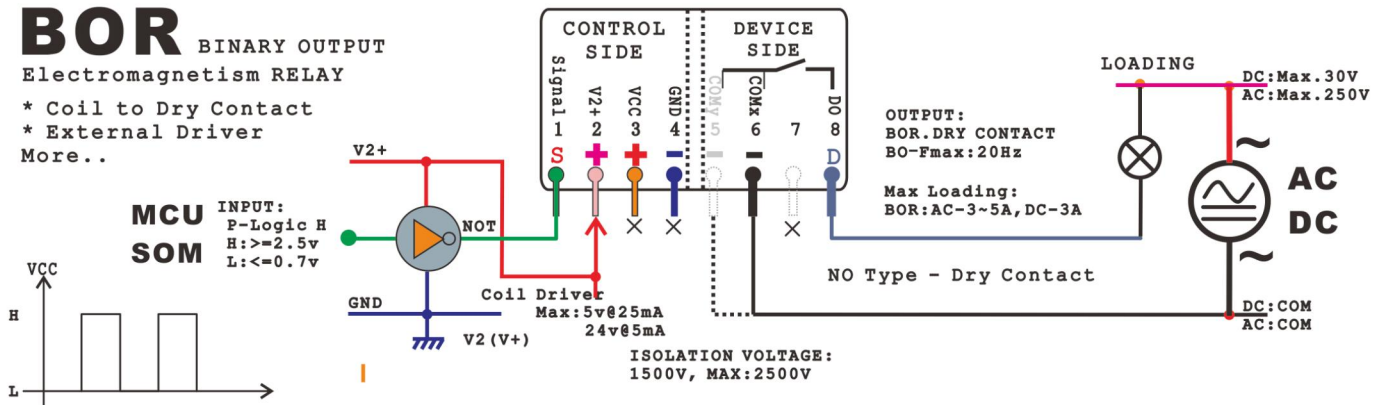 BOR BINARY OUTPUT
Electromagnetism RELAY
* Coil to Dry Contact
* External Driver
More..
CONTROL SIDE
DEVICE SIDE
Signal 1 S
V2+ 2
VCC 3
GND 4
COMy 5
COMx 6
7
DO 8 D
V2+
MCU
SOM
INPUT:
P-Logic H
H:>=2.5v
L:<=0.7v
NOT
GND
V2(V+)
Coil Driver
Max:5v@25mA
24v@5mA
VCC
H
L
ISOLATION VOLTAGE:
1500V, MAX:2500V
OUTPUT:
BOR.DRY CONTACT
BO-Fmax:20Hz
Max Loading:
BOR:AC-3~5A,DC-3A
NO Type - Dry Contact
LOADING
DC:Max.30V
AC:Max.250V
AC
DC
DC:COM
AC:COM